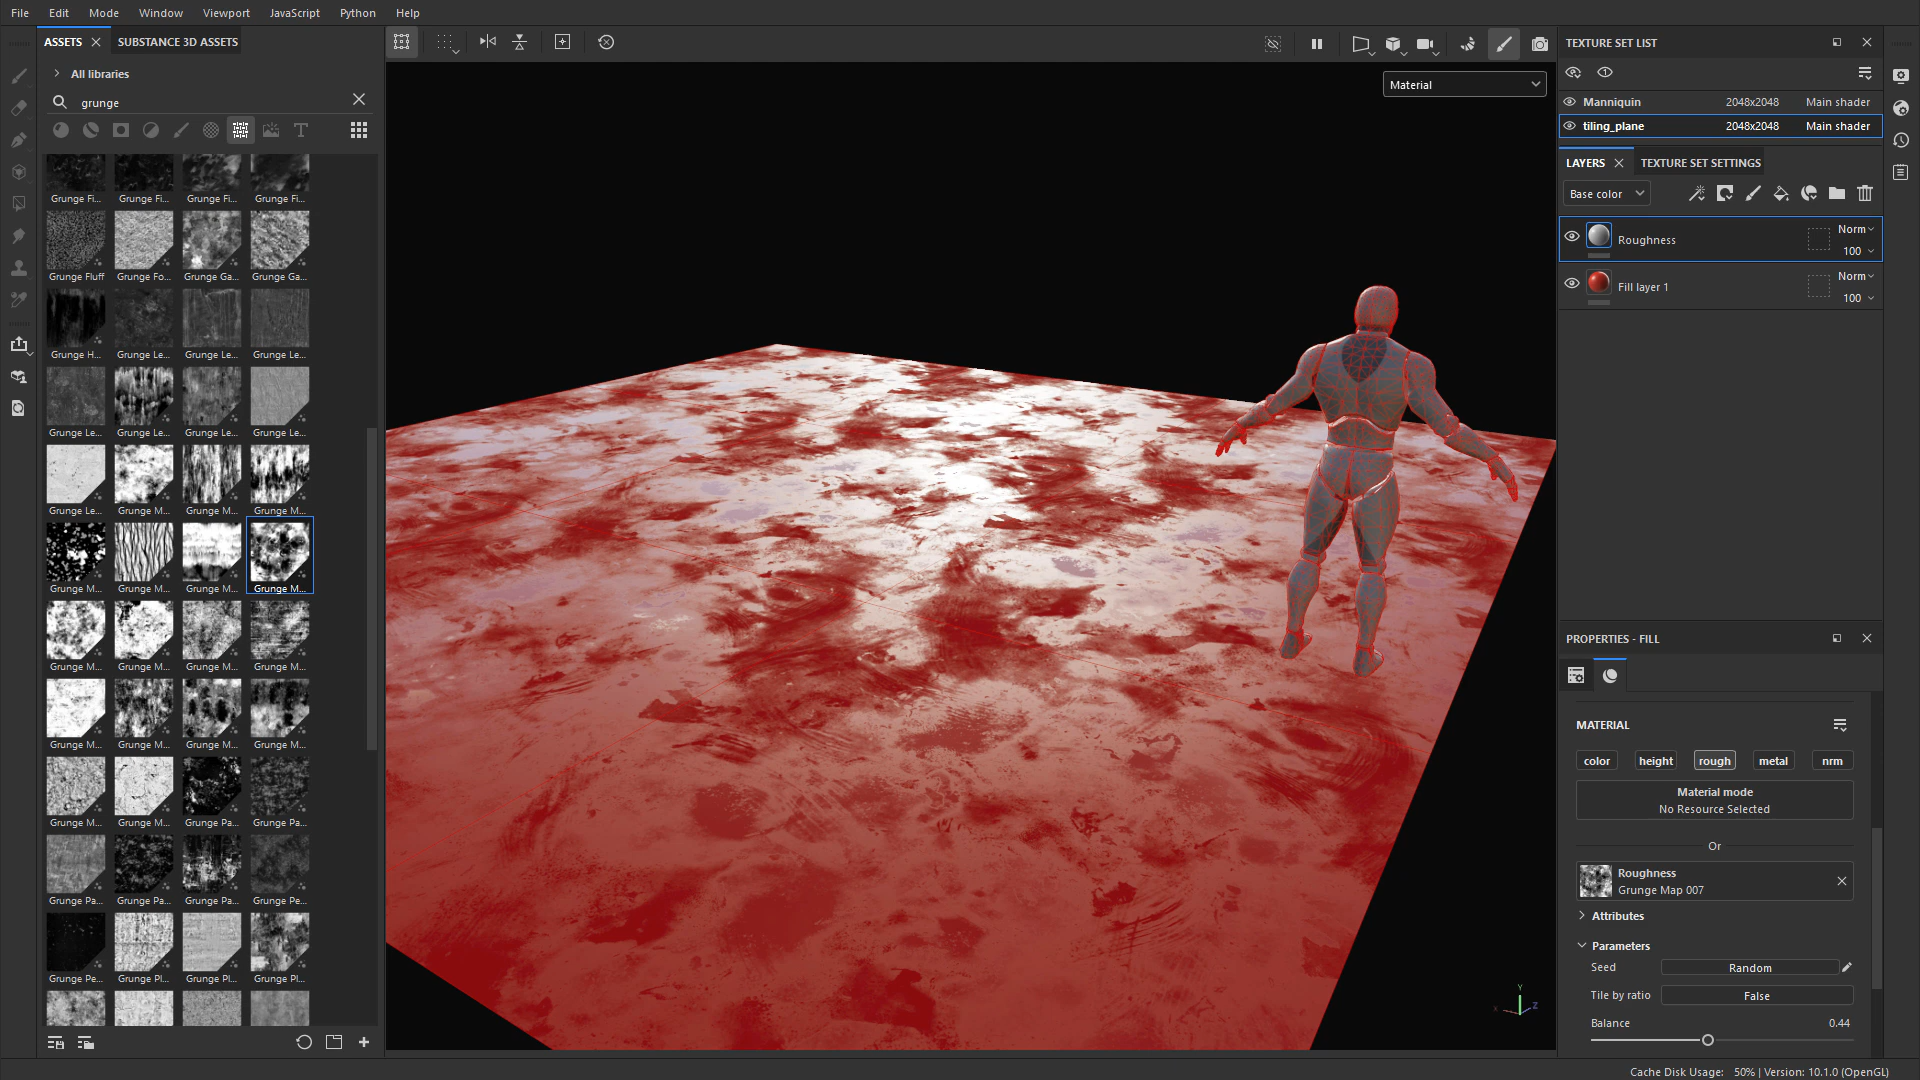 File Edit Mode Window Viewport JavaScript Python Help
ASSETS SUBSTANCE 3D ASSETS
All libraries
grunge
Grunge Fi... Grunge Fi... Grunge Fi... Grunge Fi...
Grunge Fluff Grunge Fo... Grunge Ga... Grunge Ga...
Grunge H... Grunge Le... Grunge Le... Grunge Le...
Grunge Le... Grunge Le... Grunge Le... Grunge Le...
Grunge Le... Grunge M... Grunge M... Grunge M...
Grunge M... Grunge M... Grunge M... Grunge M...
Grunge M... Grunge M... Grunge M... Grunge M...
Grunge M... Grunge M... Grunge M... Grunge M...
Grunge M... Grunge M... Grunge Pa... Grunge Pa...
Grunge Pa... Grunge Pa... Grunge Pa... Grunge Pe...
Grunge Pe... Grunge Pl... Grunge Pl... Grunge Pl...
Material
Y
X
Z
TEXTURE SET LIST
Manniquin 2048x2048 Main shader
tiling_plane 2048x2048 Main shader
LAYERS TEXTURE SET SETTINGS
Base color
Roughness Norm 100
Fill layer 1 Norm 100
PROPERTIES - FILL
MATERIAL
color height rough metal nrm
Material mode
No Resource Selected
Or
Roughness
Grunge Map 007
Attributes
Parameters
Seed Random
Tile by ratio False
Balance 0.44
Cache Disk Usage: 50% | Version: 10.1.0 (OpenGL)